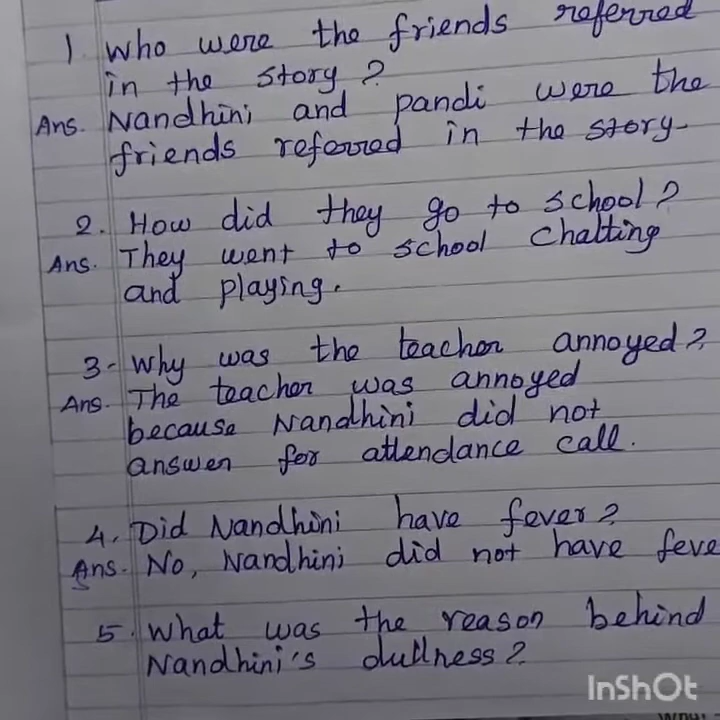 1 Who were the friends referred
in the story?
Ans. Nandhini and pandi were the
friends referred in the story.
2. How did they go to school?
Ans. They went to school chatting
and playing.
3- Why was the teacher annoyed?
Ans. The teacher was annoyed
because Nandhini did not
answer for attendance call.
4. Did Nandhini have fever?
Ans. No, Nandhini did not have feve
5. What was the reason behind
Nandhini's dullness?
InShOt